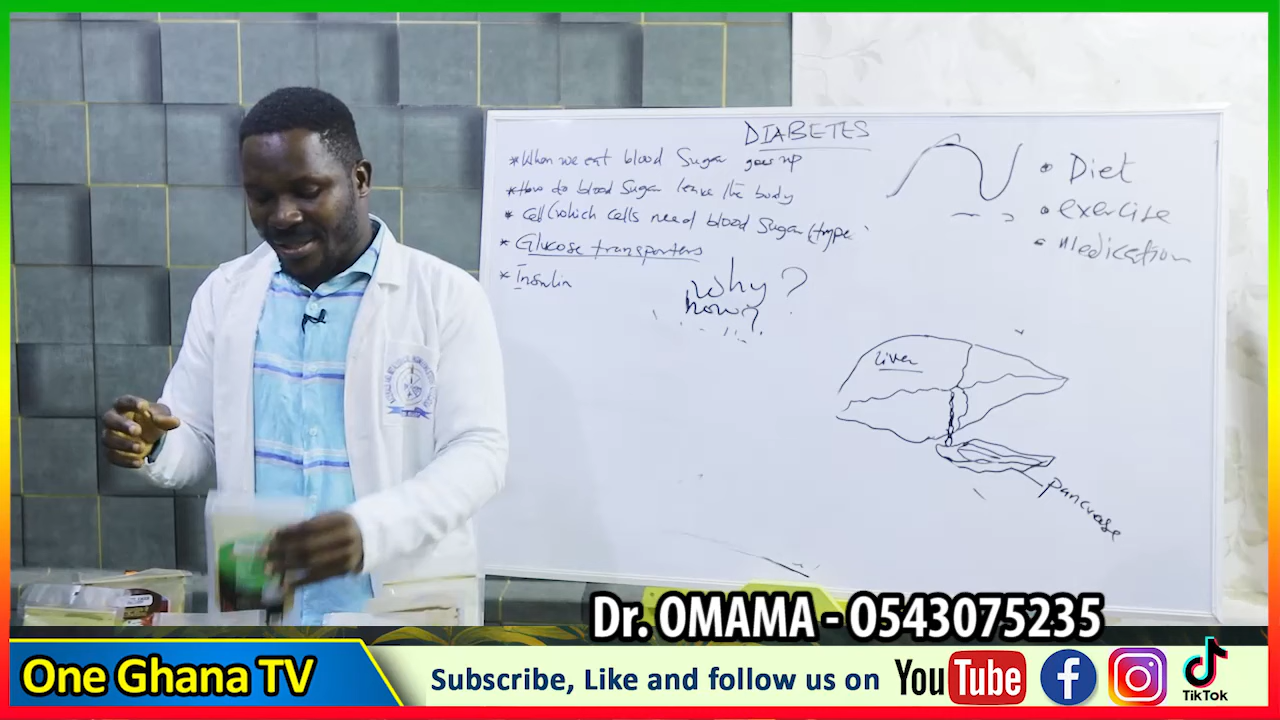 DIABETES
* When we eat blood Sugar goes up
* How do blood Sugar leave the body
* Cell (which cells need blood Sugar (type
* Glucose transporters
* Insulin
Why ?
how?
• Diet
• exercise
• Medication
liver
pancrase
Dr. OMAMA - 0543075235
One Ghana TV
Subscribe, Like and follow us on YouTube
TikTok